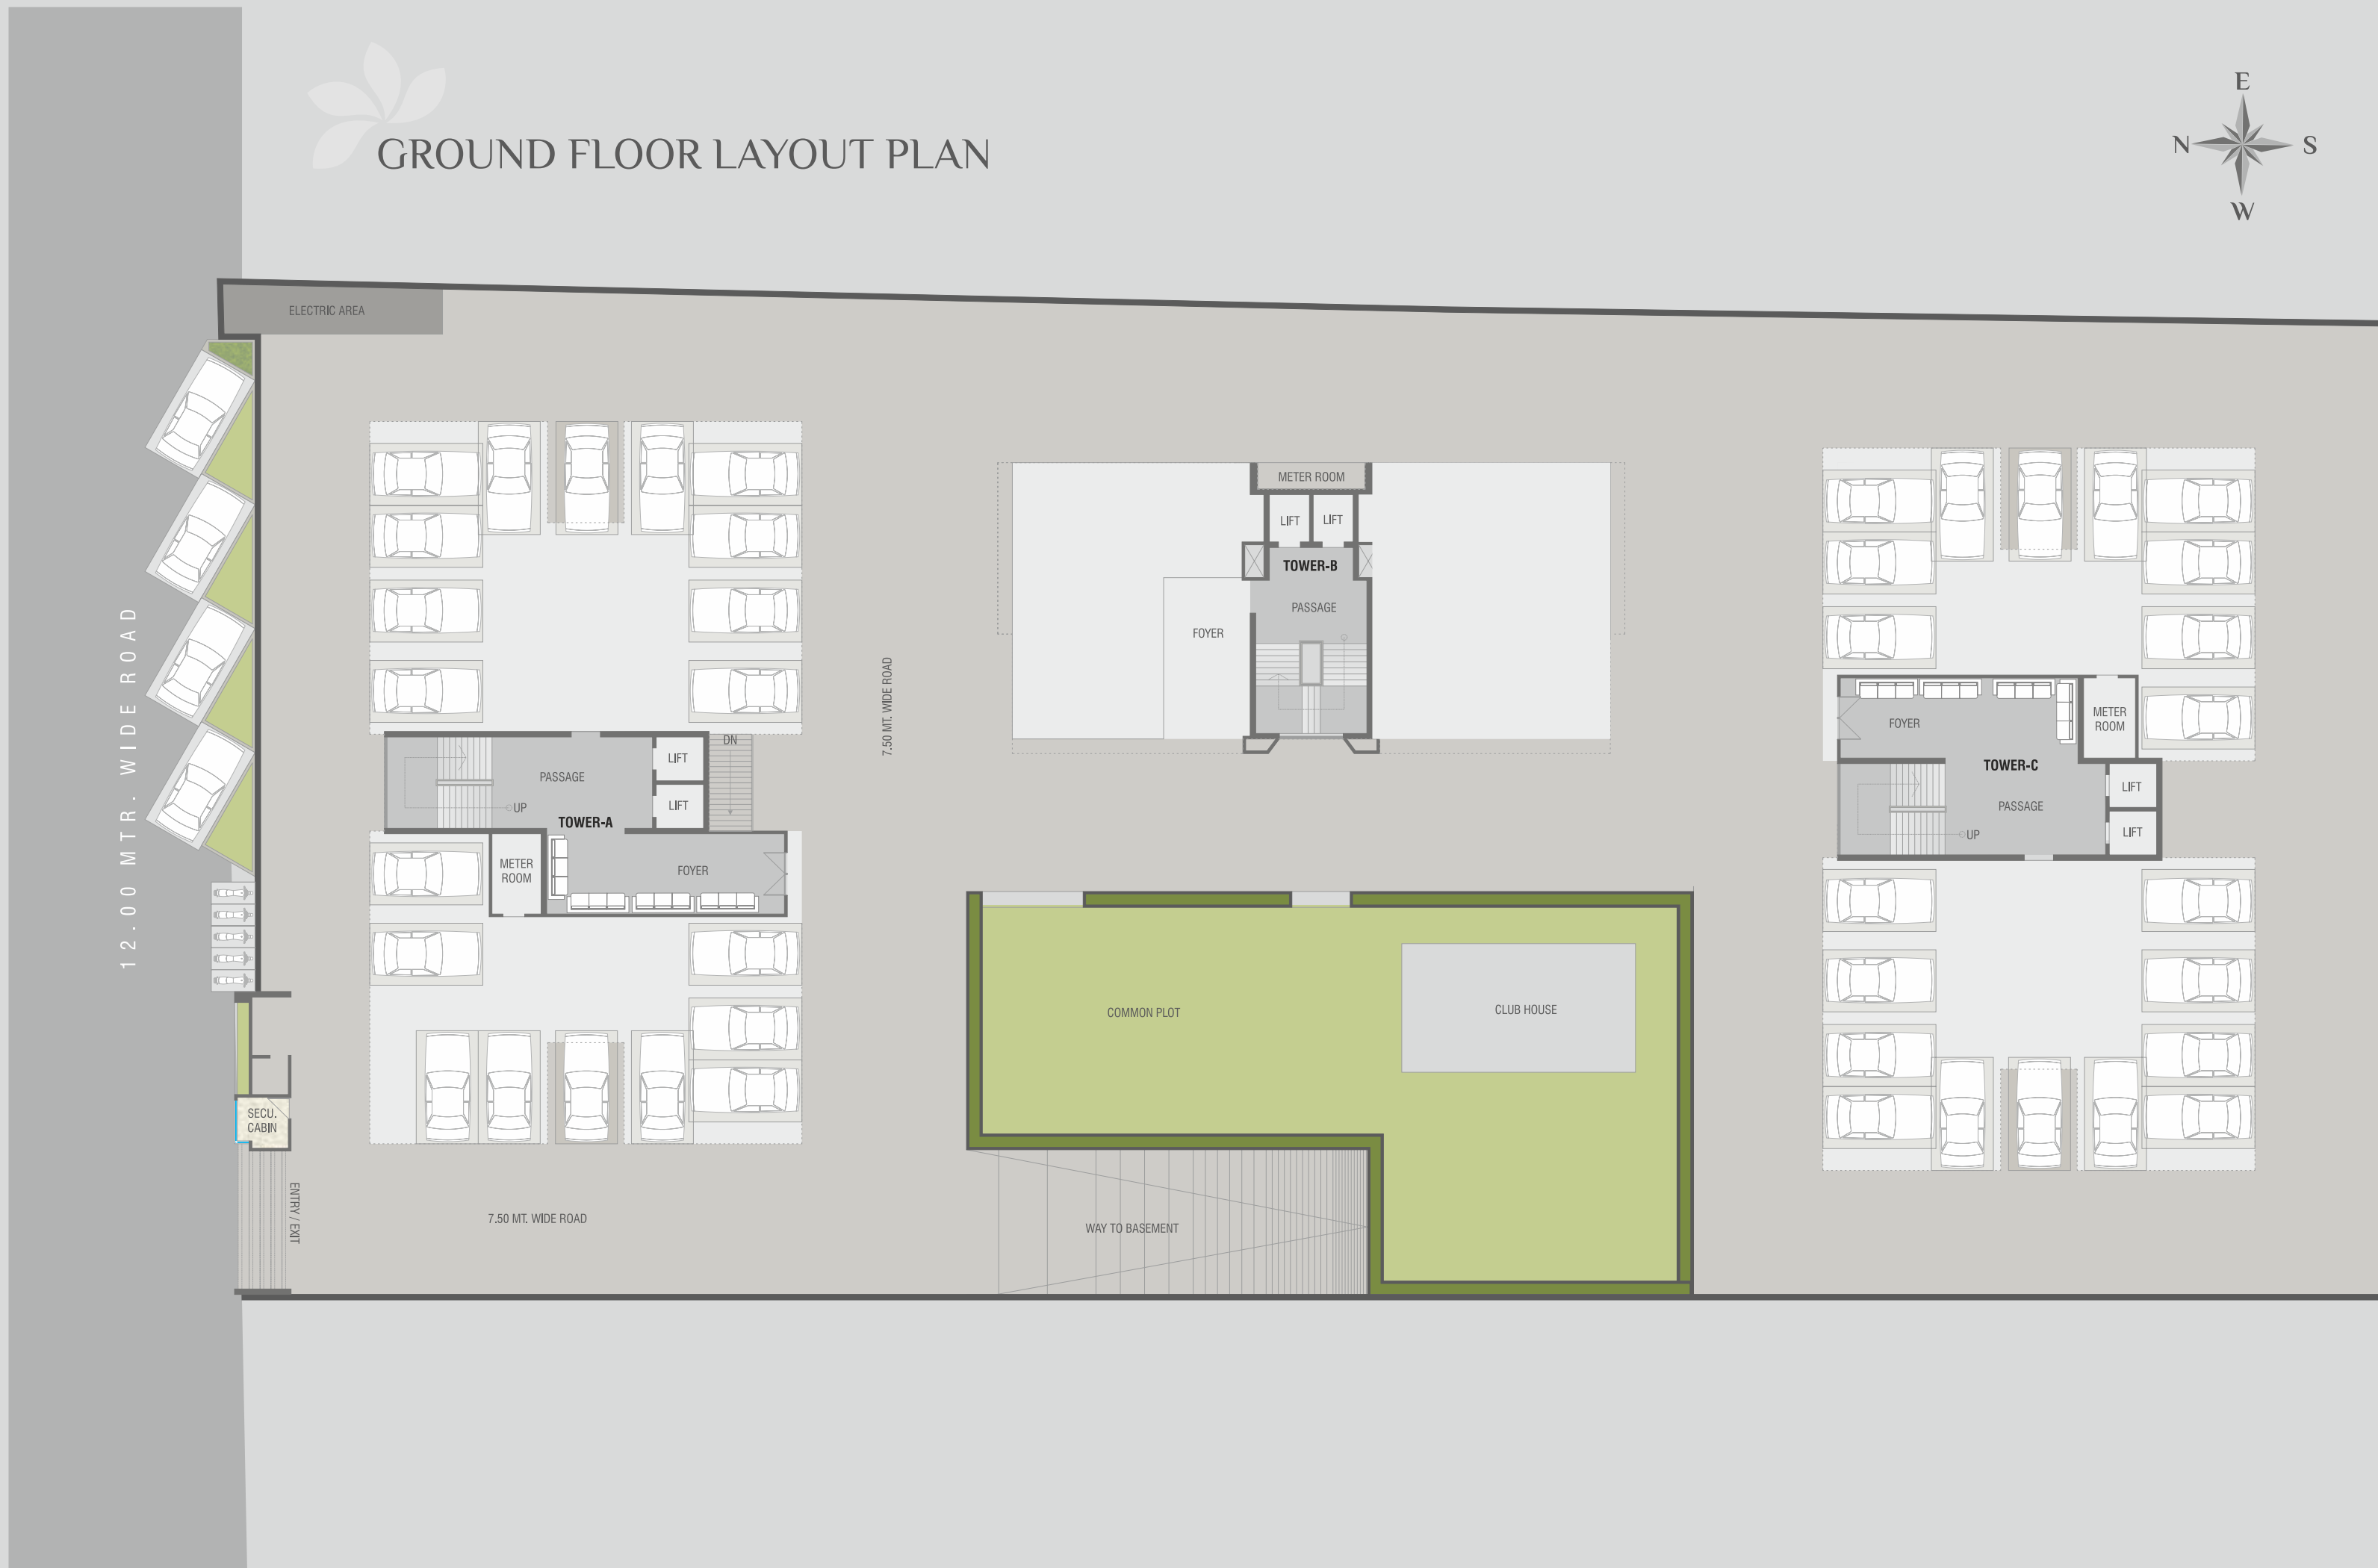 GROUND FLOOR LAYOUT PLAN
E
N
S
W
ELECTRIC AREA
12.00 MTR. WIDE ROAD
METER ROOM
LIFT
LIFT
TOWER-B
PASSAGE
FOYER
7.50 MT. WIDE ROAD
DN
PASSAGE
LIFT
LIFT
UP
TOWER-A
METER
ROOM
FOYER
FOYER
METER
ROOM
TOWER-C
PASSAGE
LIFT
LIFT
UP
COMMON PLOT
CLUB HOUSE
SECU.
CABIN
ENTRY / EXIT
7.50 MT. WIDE ROAD
WAY TO BASEMENT